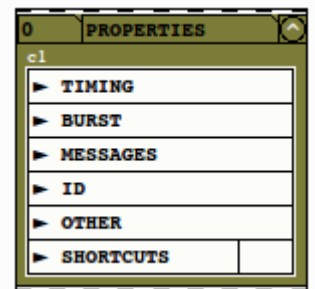 0 PROPERTIES
c1
► TIMING
► BURST
► MESSAGES
► ID
► OTHER
► SHORTCUTS